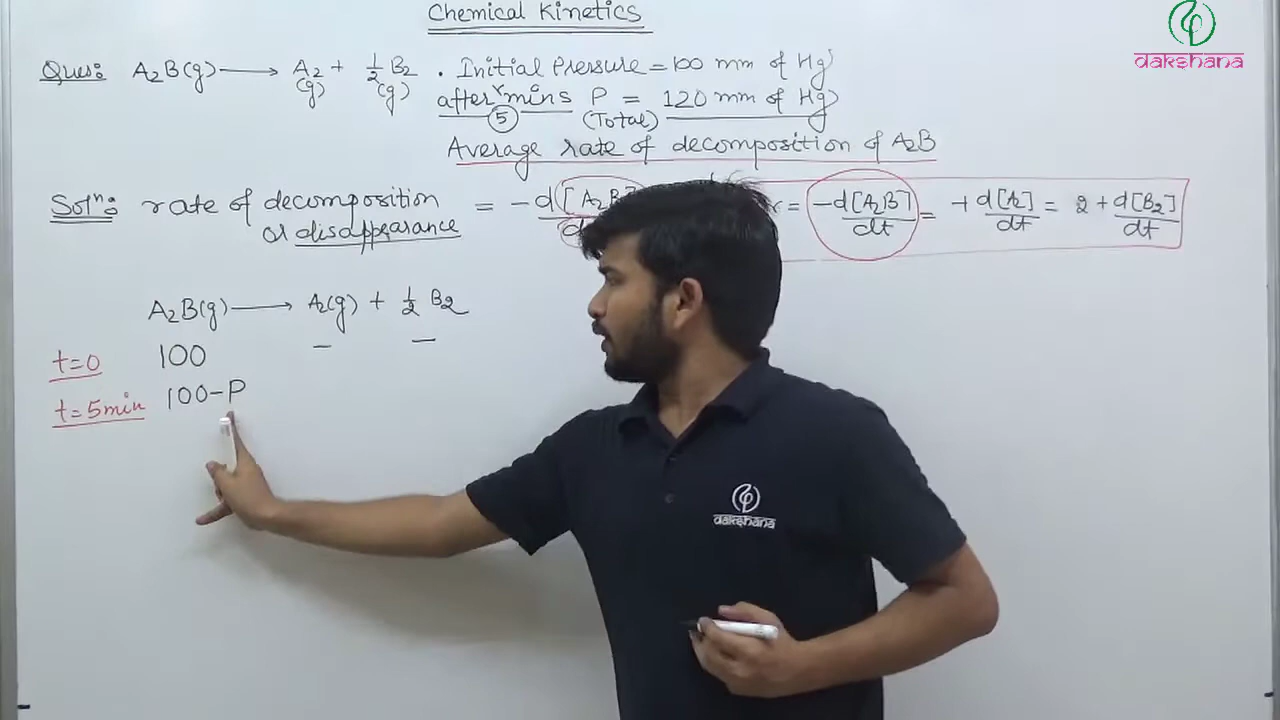 Chemical Kinetics
dakshana
Ques: A₂B(g) ⟶ A₂ + ½ B₂ . Initial Pressure = 100 mm of Hg
(g) (g) after mins P = 120 mm of Hg
5 (Total)
Average rate of decomposition of A₂B
Solⁿ: rate of decomposition = -d[A₂B] = -d[A₂B]/dt = +d[A₂]/dt = 2 + d[B₂]/dt
or disappearance
A₂B(g) ⟶ A₂(g) + ½ B₂
t=0 100 – –
t=5min 100-P
dakshana